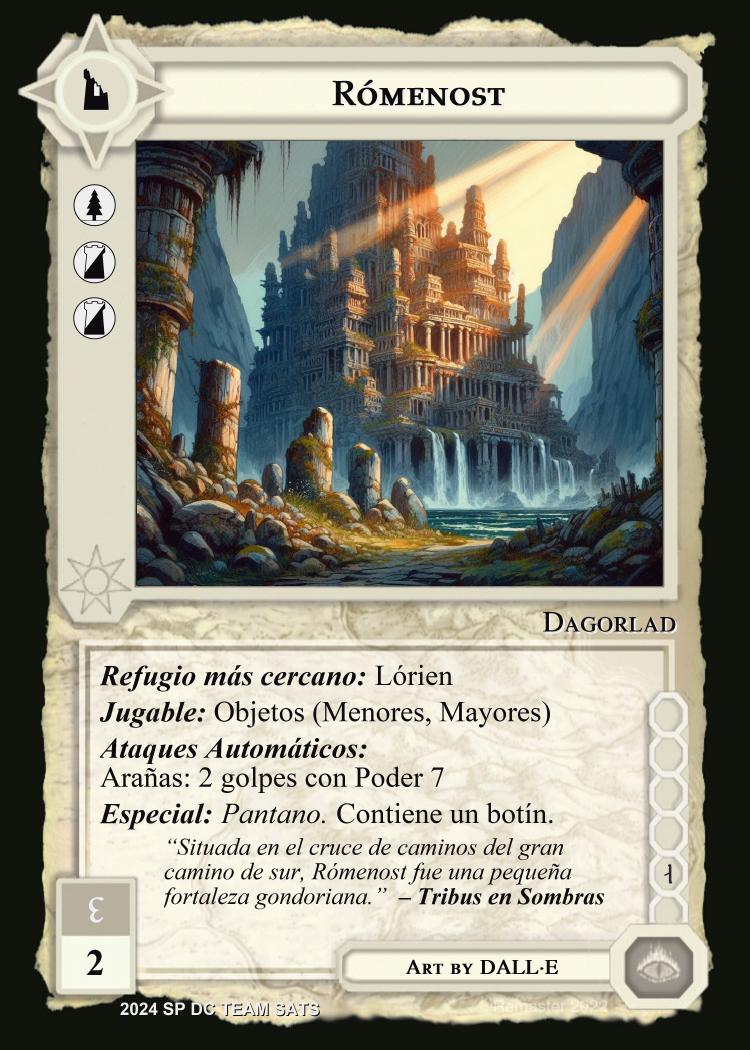 Rómenost
Dagorlad
Refugio más cercano: Lórien
Jugable: Objetos (Menores, Mayores)
Ataques Automáticos:
Arañas: 2 golpes con Poder 7
Especial: Pantano. Contiene un botín.
“Situada en el cruce de caminos del gran
camino de sur, Rómenost fue una pequeña
fortaleza gondoriana.” – Tribus en Sombras
2
Art by DALL·E
2024 SP DC TEAM SATS
Remaster 2022